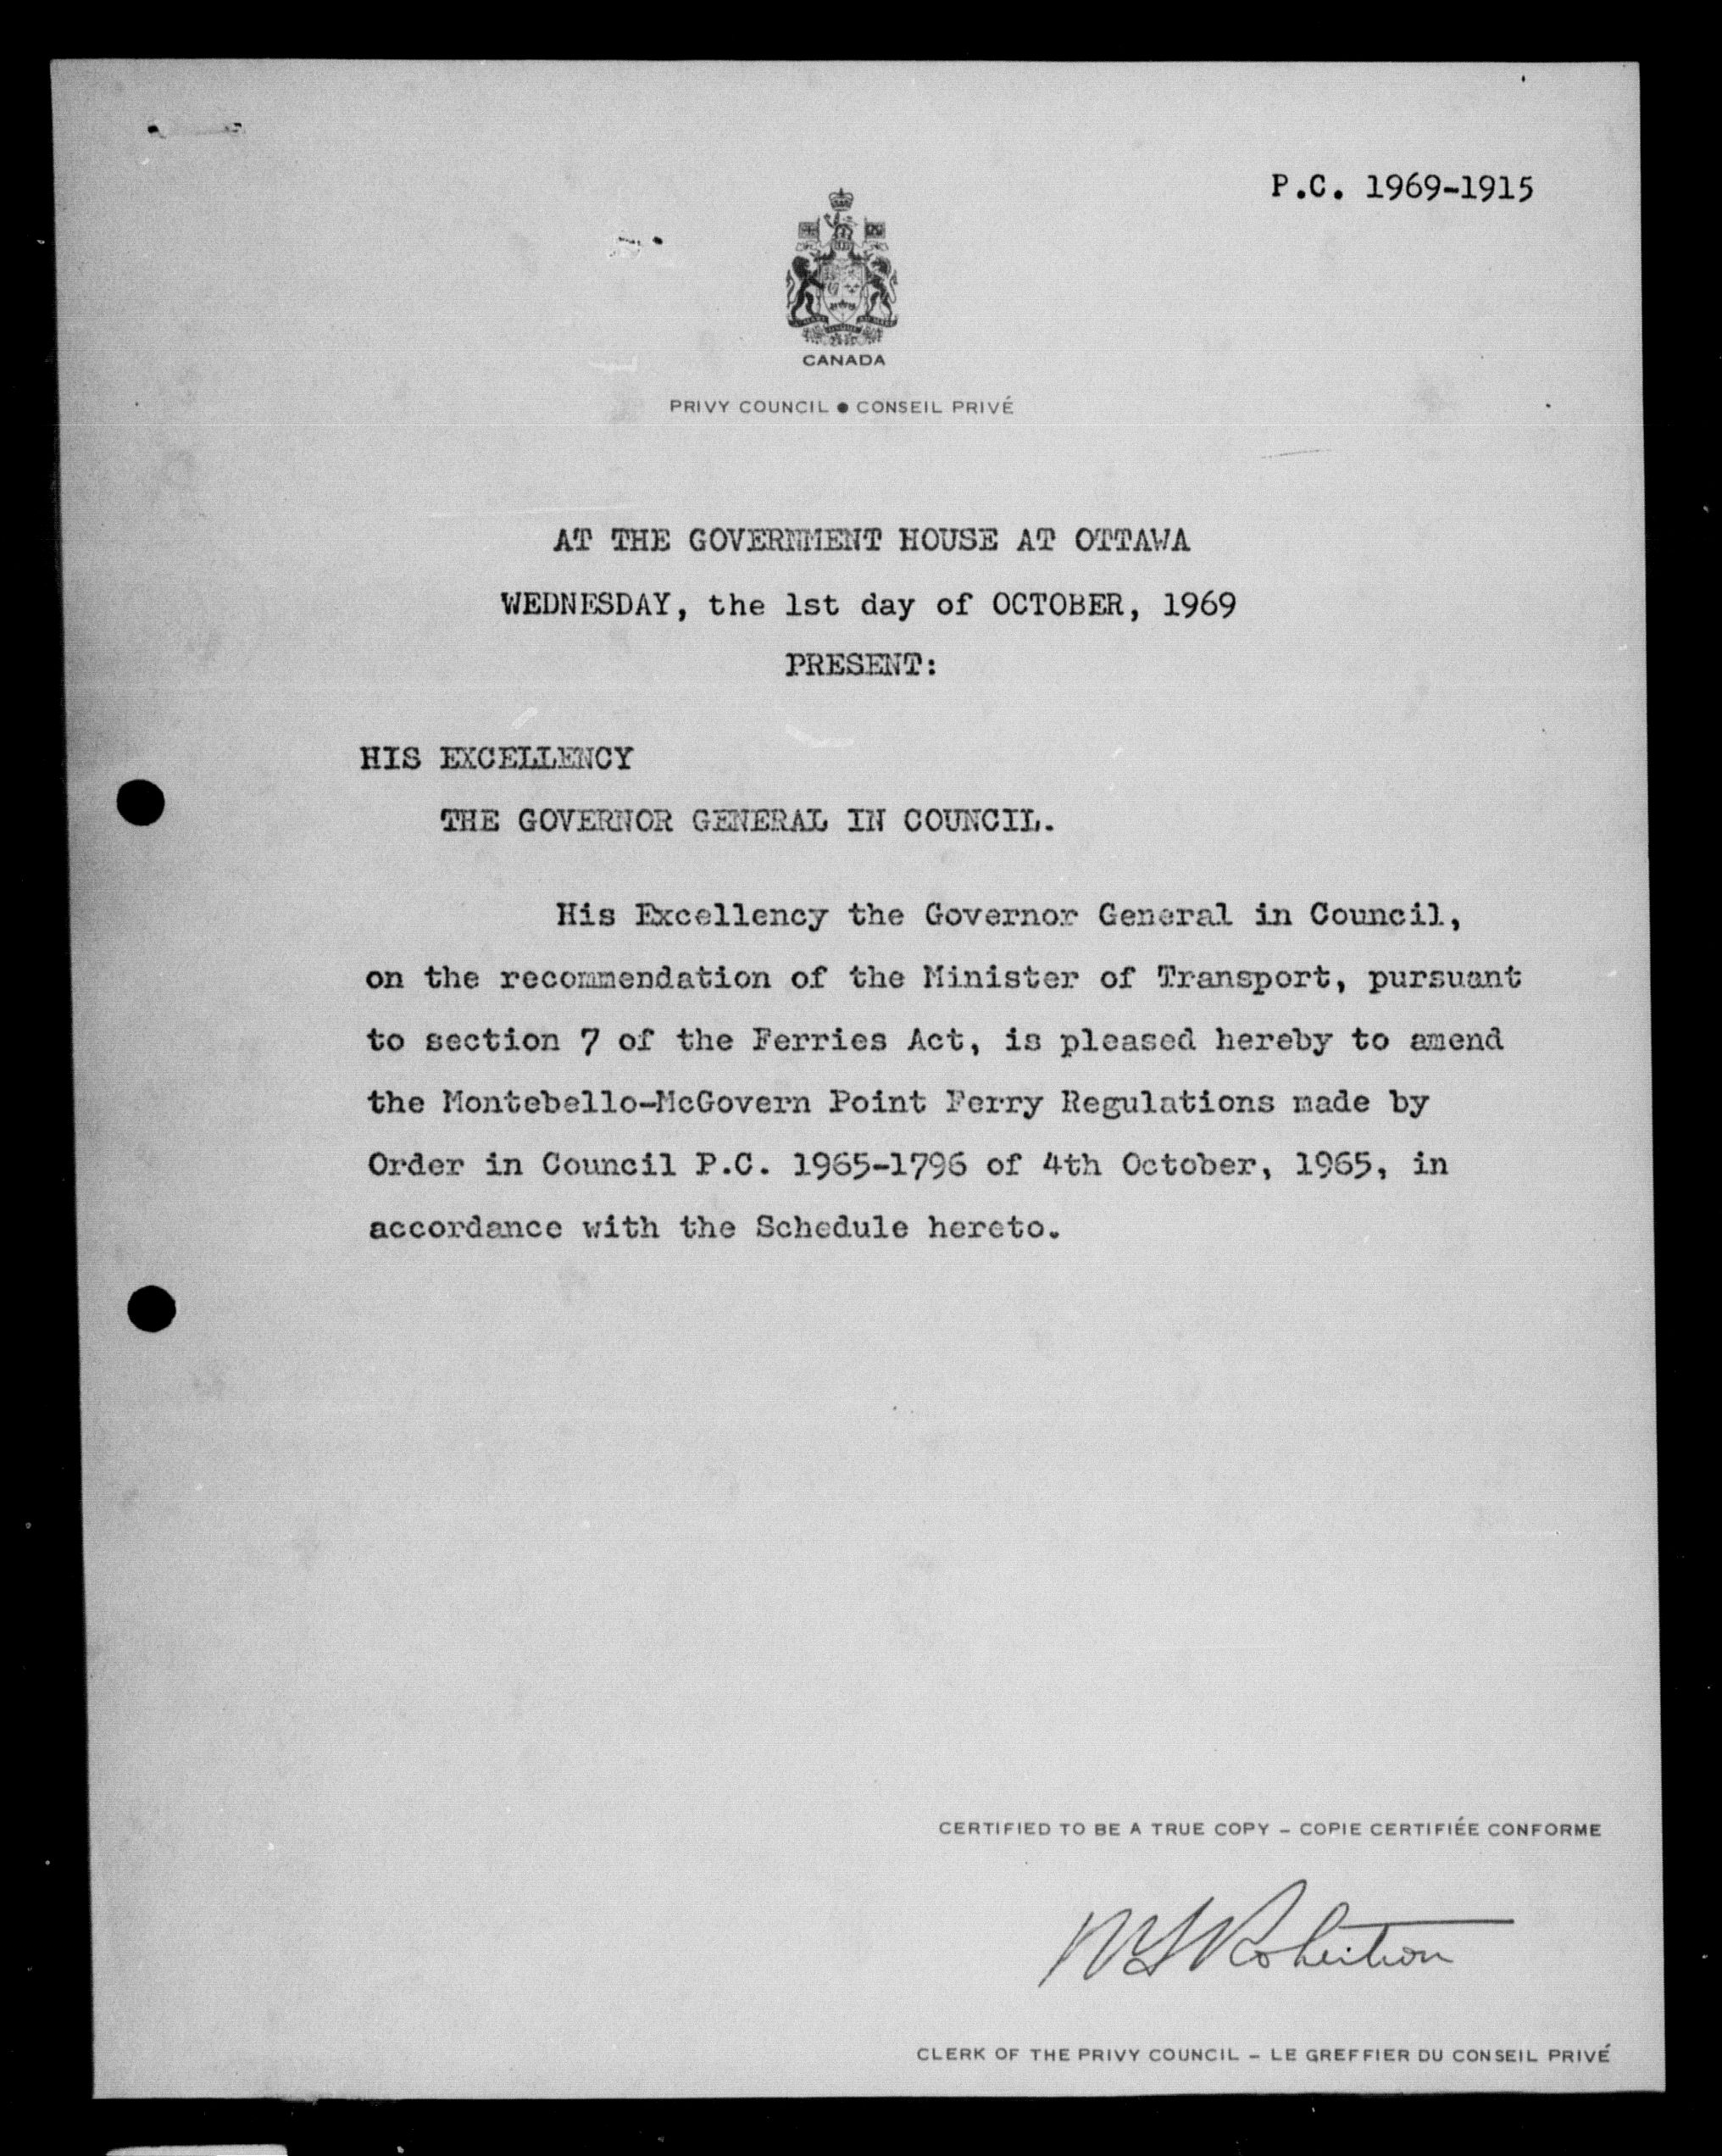 P.C. 1969-1915
CANADA
PRIVY COUNCIL ● CONSEIL PRIVÉ
AT THE GOVERNMENT HOUSE AT OTTAWA
WEDNESDAY, the 1st day of OCTOBER, 1969
PRESENT:
HIS EXCELLENCY
THE GOVERNOR GENERAL IN COUNCIL.
His Excellency the Governor General in Council,
on the recommendation of the Minister of Transport, pursuant
to section 7 of the Ferries Act, is pleased hereby to amend
the Montebello-McGovern Point Ferry Regulations made by
Order in Council P.C. 1965-1796 of 4th October, 1965, in
accordance with the Schedule hereto.
CERTIFIED TO BE A TRUE COPY - COPIE CERTIFIÉE CONFORME
Robertson
CLERK OF THE PRIVY COUNCIL - LE GREFFIER DU CONSEIL PRIVÉ